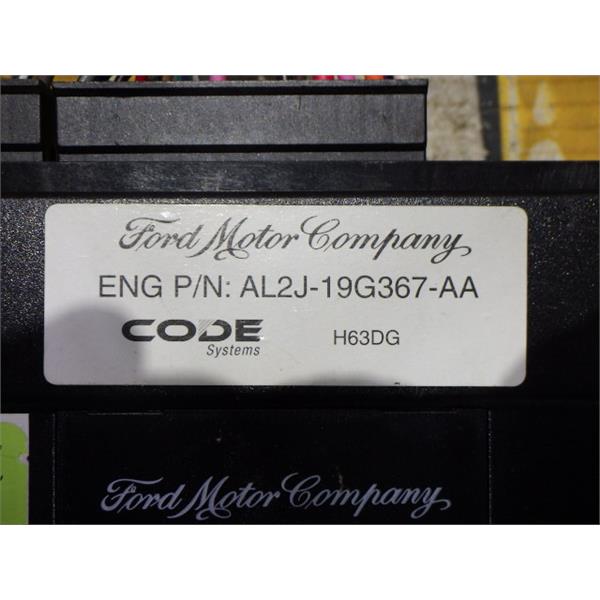 Ford Motor Company
ENG P/N: AL2J-19G367-AA
CODE
Systems
H63DG
Ford Motor Company